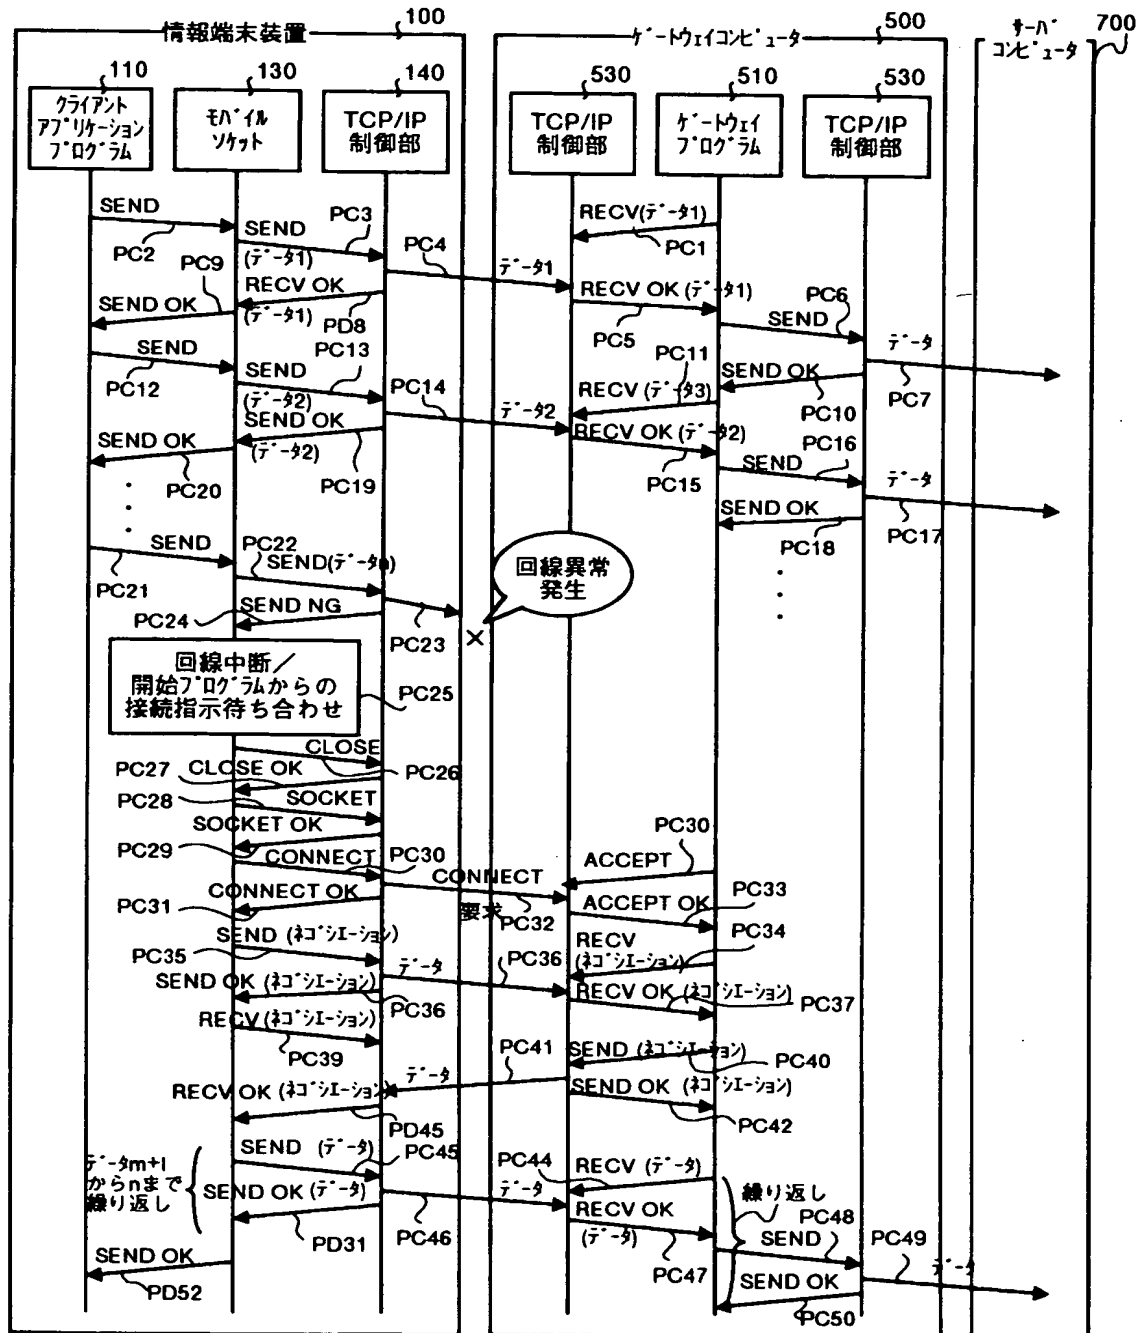 情報端末装置
100
ゲートウェイコンピュータ
500
サーバ
コンピュータ
700
110
130
140
530
510
530
クライアント
アプリケーション
プログラム
モバイル
ソケット
TCP/IP
制御部
TCP/IP
制御部
ゲートウェイ
プログラム
TCP/IP
制御部
SEND
PC2
SEND
(データ1)
PC3
PC4
データ1
RECV(データ1)
PC1
PC9
SEND OK
RECV OK
(データ1)
PD8
RECV OK (データ1)
PC5
PC6
SEND
データ
PC7
SEND
PC12
PC13
SEND
(データ2)
PC14
データ2
PC11
RECV (データ3)
SEND OK
PC10
SEND OK
PC20
SEND OK
(データ2)
PC19
RECV OK (データ2)
PC15
PC16
SEND
データ
PC17
SEND OK
PC18
SEND
PC21
PC22
SEND(データn)
SEND NG
PC24
PC23
回線異常
発生
×
回線中断/
開始プログラムからの
接続指示待ち合わせ
PC25
CLOSE
PC26
PC27
CLOSE OK
PC28
SOCKET
SOCKET OK
PC29
CONNECT
PC30
PC30
ACCEPT
CONNECT
要求
PC32
CONNECT OK
PC31
ACCEPT OK
PC33
SEND (ネゴシエーション)
PC35
RECV
(ネゴシエーション)
PC34
データ
PC36
SEND OK (ネゴシエーション)
PC36
RECV OK (ネゴシエーション)
PC37
RECV (ネゴシエーション)
PC39
PC41
データ
SEND (ネゴシエーション)
PC40
RECV OK (ネゴシエーション)
PD45
SEND OK (ネゴシエーション)
PC42
データm+1
からnまで
繰り返し
SEND (データ)
PC45
SEND OK (データ)
PD31
PC46
データ
PC44
RECV (データ)
RECV OK
(データ)
PC47
繰り返し
PC48
SEND
PC49
データ
SEND OK
PC50
SEND OK
PD52